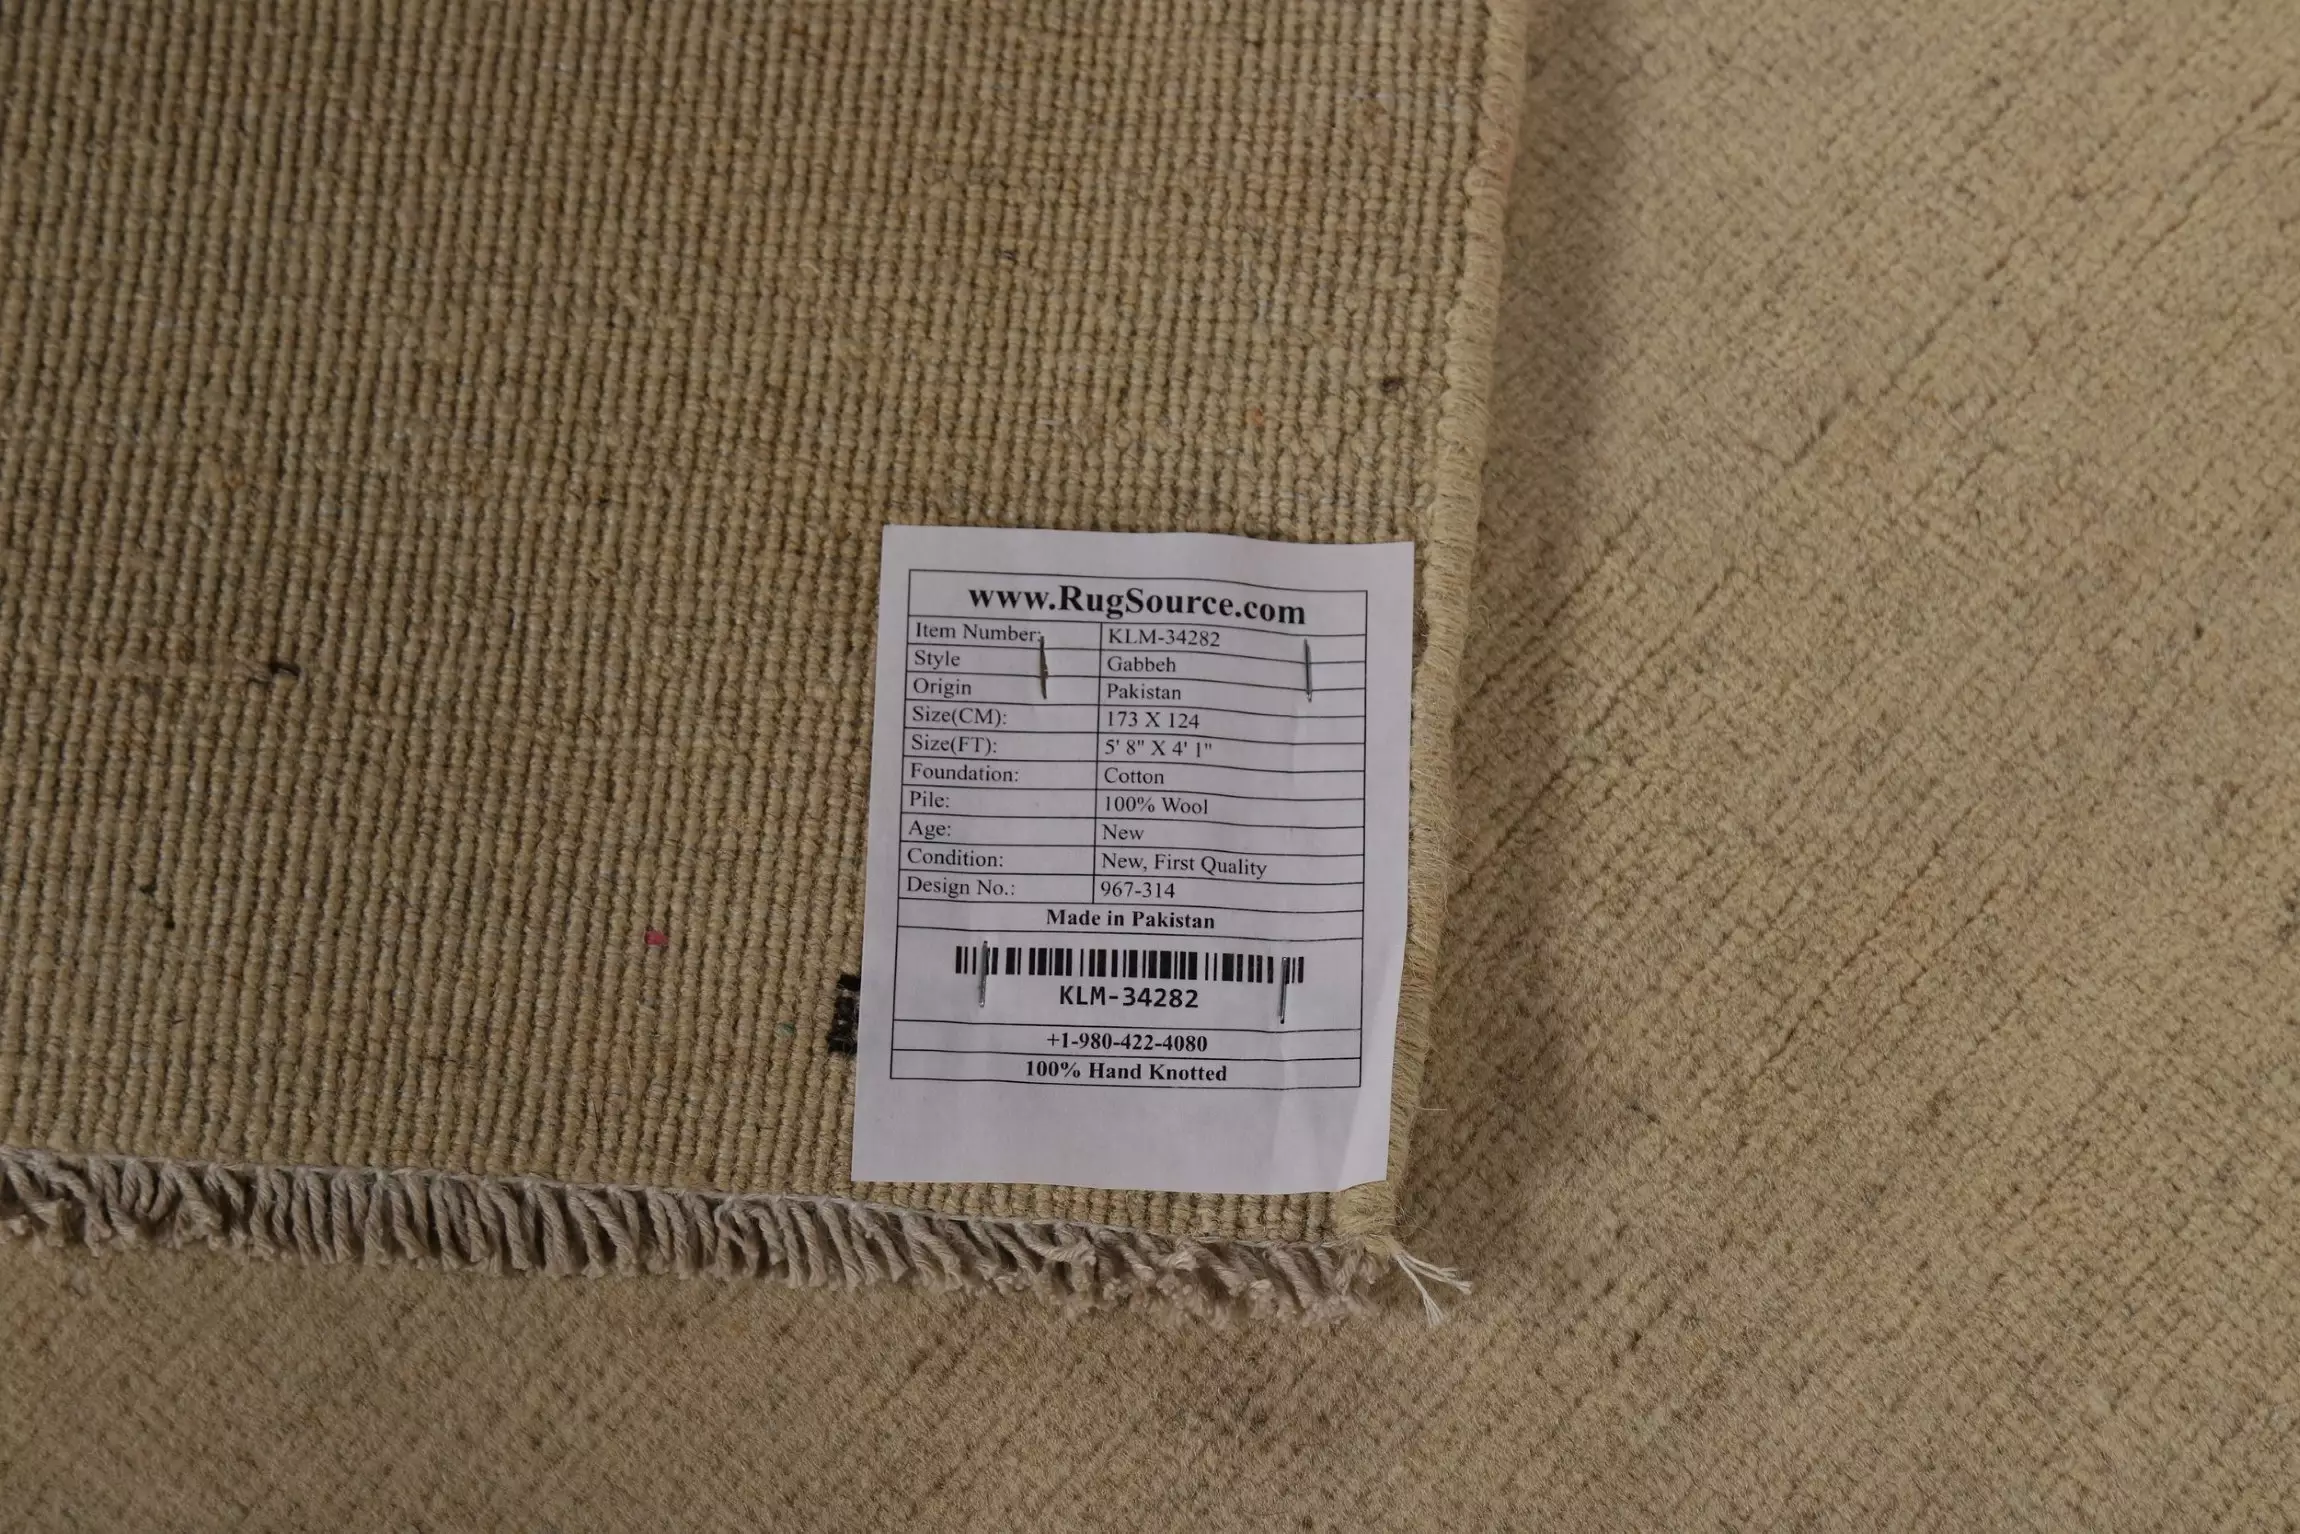 www.RugSource.com
Item Number: KLM-34282
Style Gabbeh
Origin Pakistan
Size(CM): 173 X 124
Size(FT): 5' 8" X 4' 1"
Foundation: Cotton
Pile: 100% Wool
Age: New
Condition: New, First Quality
Design No.: 967-314
Made in Pakistan
KLM-34282
+1-980-422-4080
100% Hand Knotted